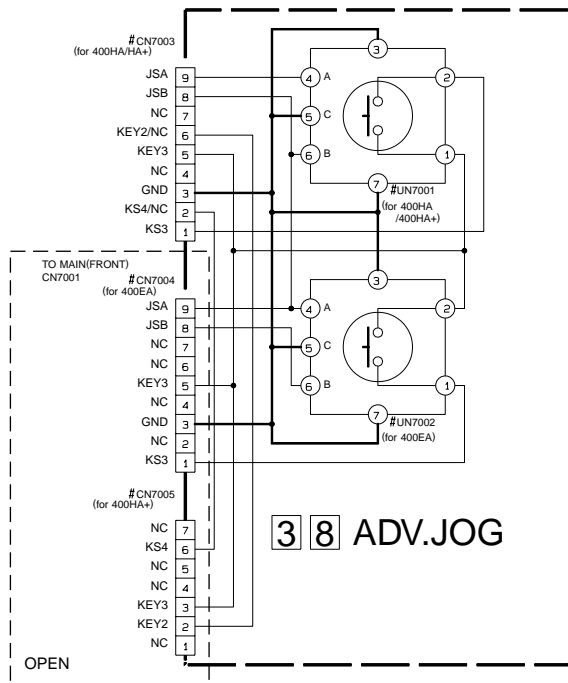 #CN7003
(for 400HA/HA+)
JSA 9
JSB 8
NC 7
KEY2/NC 6
KEY3 5
NC 4
GND 3
KS4/NC 2
KS3 1
3
4 A
2
5 C
6 B
1
7
#UN7001
(for 400HA
/400HA+)
TO MAIN(FRONT)
CN7001
#CN7004
(for 400EA)
JSA 9
JSB 8
NC 7
NC 6
KEY3 5
NC 4
GND 3
NC 2
KS3 1
3
4 A
2
5 C
6 B
1
7
#UN7002
(for 400EA)
#CN7005
(for 400HA+)
NC 7
KS4 6
NC 5
NC 4
KEY3 3
KEY2 2
NC 1
3 8 ADV.JOG
OPEN